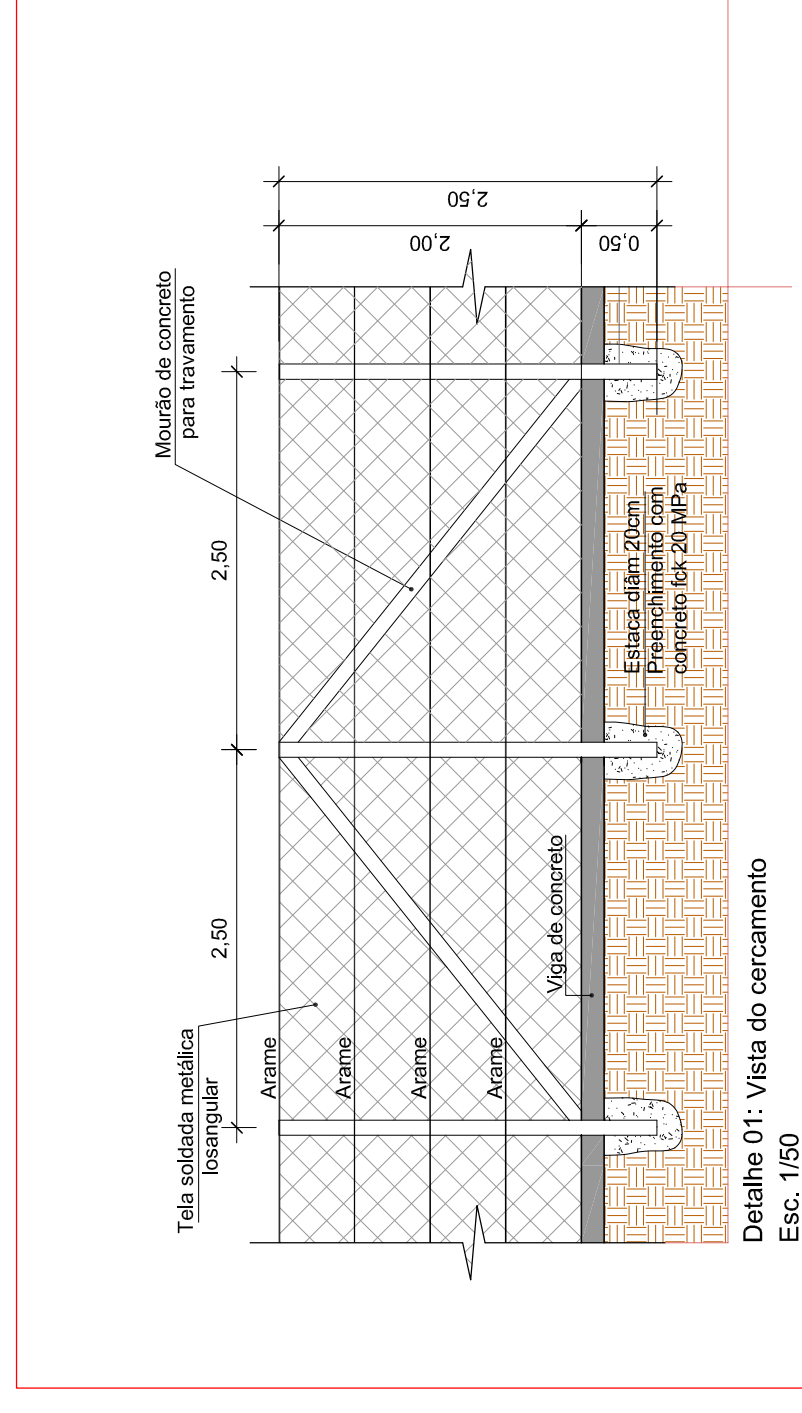 Tela soldada metálica
losangular
2,50
2,50
Mourão de concreto
para travamento
Arame
Arame
Arame
Arame
2,00
0,50
2,50
Viga de concreto
Estaca diâm 20cm
Preenchimento com
concreto fck 20 MPa
Detalhe 01: Vista do cercamento
Esc. 1/50